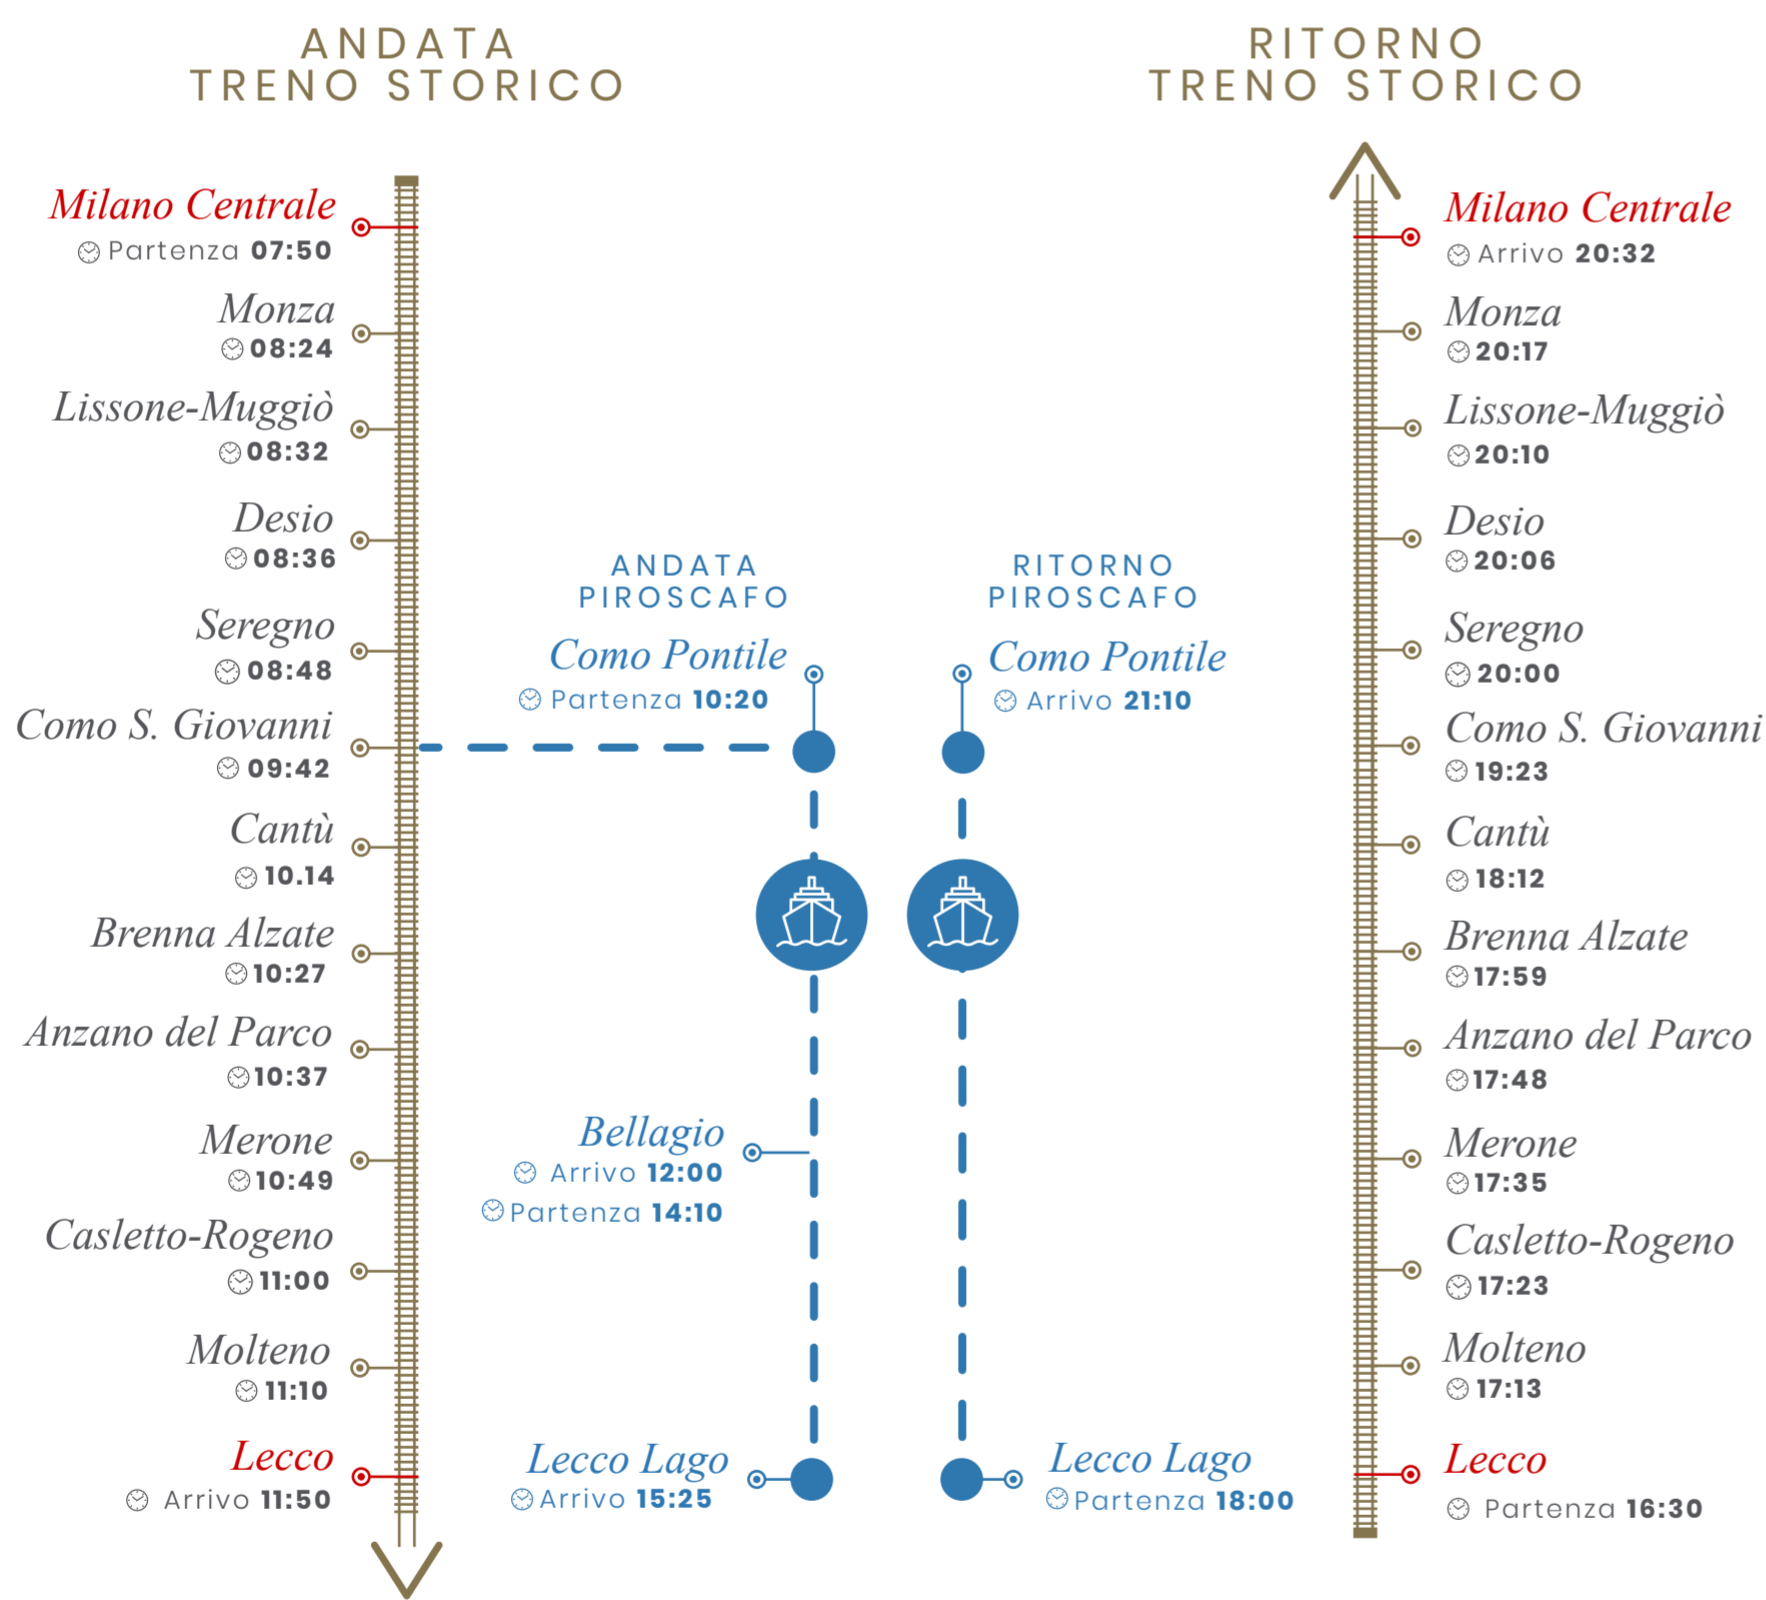 ANDATA
TRENO STORICO
Milano Centrale
Partenza 07:50
Monza
08:24
Lissone-Muggiò
08:32
Desio
08:36
Seregno
08:48
Como S. Giovanni
09:42
Cantù
10.14
Brenna Alzate
10:27
Anzano del Parco
10:37
Merone
10:49
Casletto-Rogeno
11:00
Molteno
11:10
Lecco
Arrivo 11:50
ANDATA
PIROSCAFO
Como Pontile
Partenza 10:20
Bellagio
Arrivo 12:00
Partenza 14:10
Lecco Lago
Arrivo 15:25
RITORNO
PIROSCAFO
Como Pontile
Arrivo 21:10
Lecco Lago
Partenza 18:00
RITORNO
TRENO STORICO
Milano Centrale
Arrivo 20:32
Monza
20:17
Lissone-Muggiò
20:10
Desio
20:06
Seregno
20:00
Como S. Giovanni
19:23
Cantù
18:12
Brenna Alzate
17:59
Anzano del Parco
17:48
Merone
17:35
Casletto-Rogeno
17:23
Molteno
17:13
Lecco
Partenza 16:30